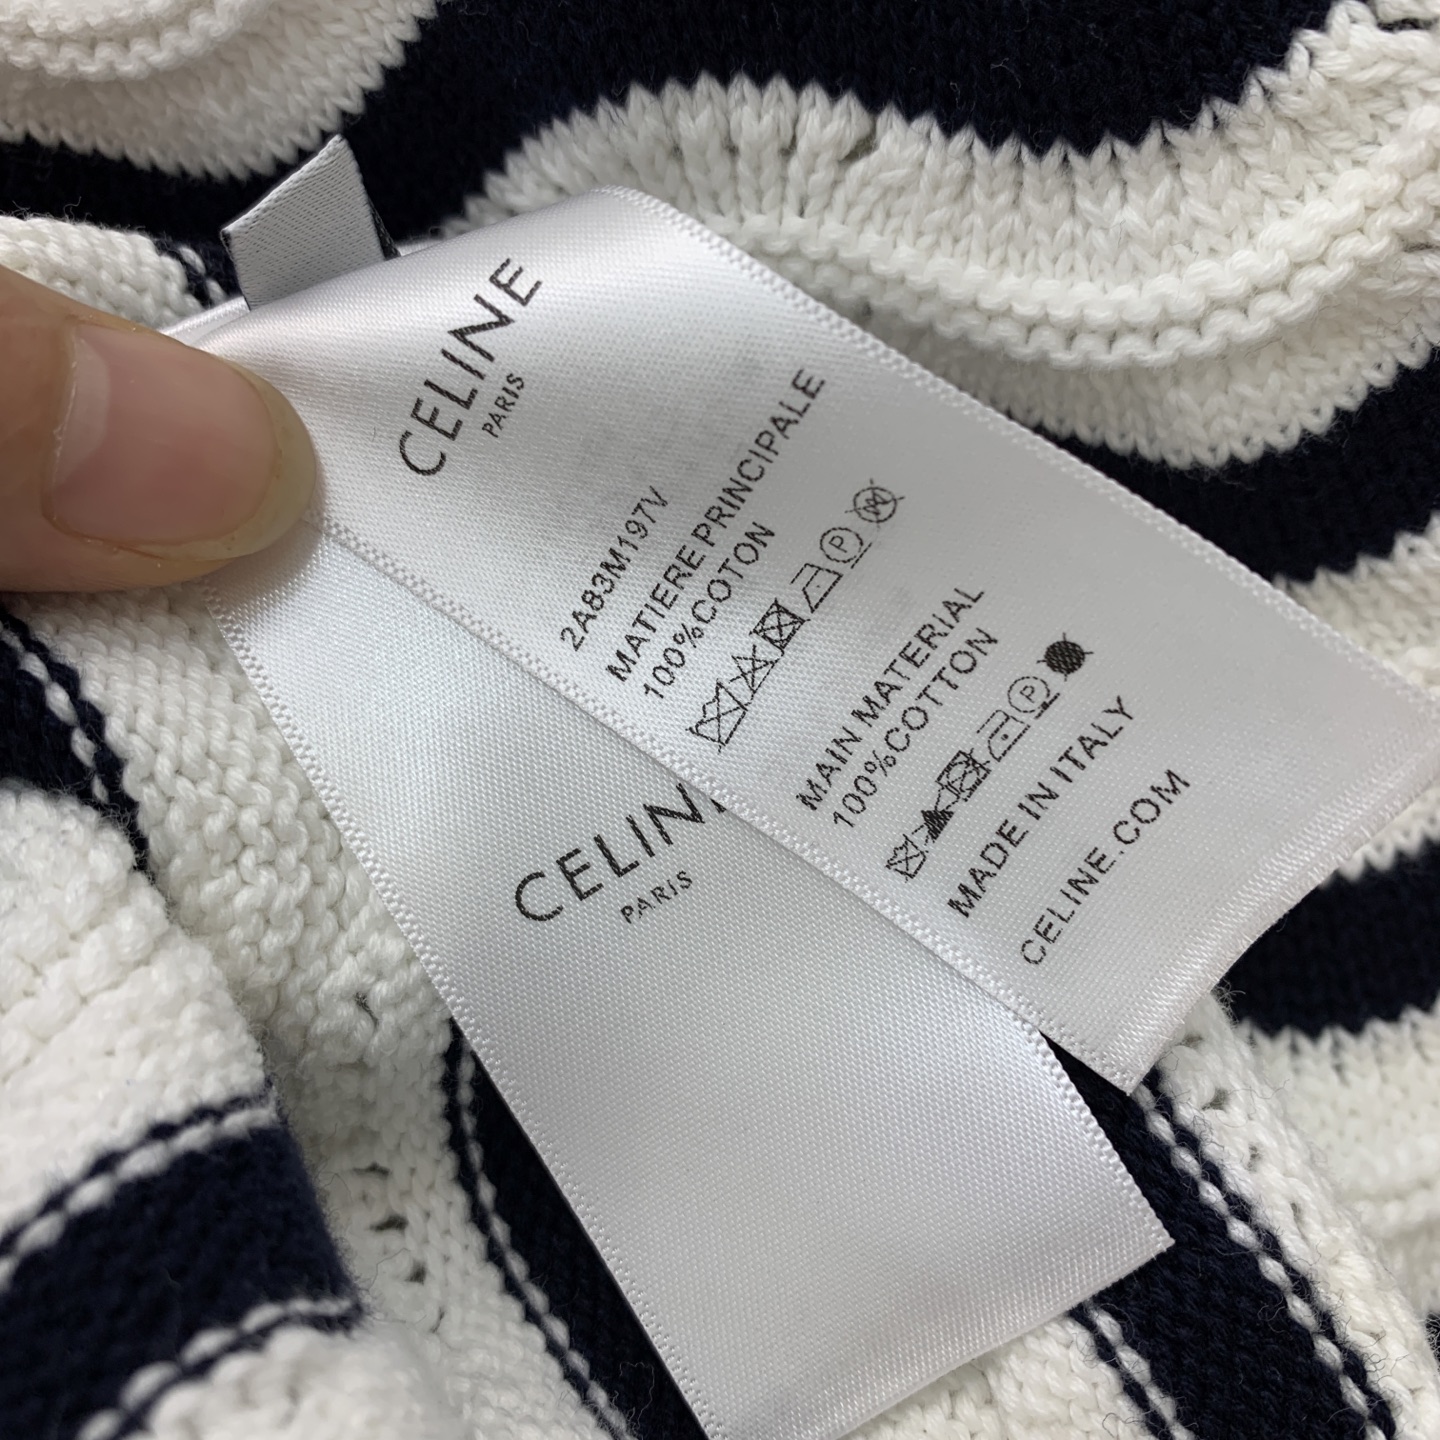 CELINE
PARIS
2A83M197V
MATIERE PRINCIPALE
100%COTON
MAIN MATERIAL
100%COTTON
MADE IN ITALY
CELINE.COM
CELINE
PARIS